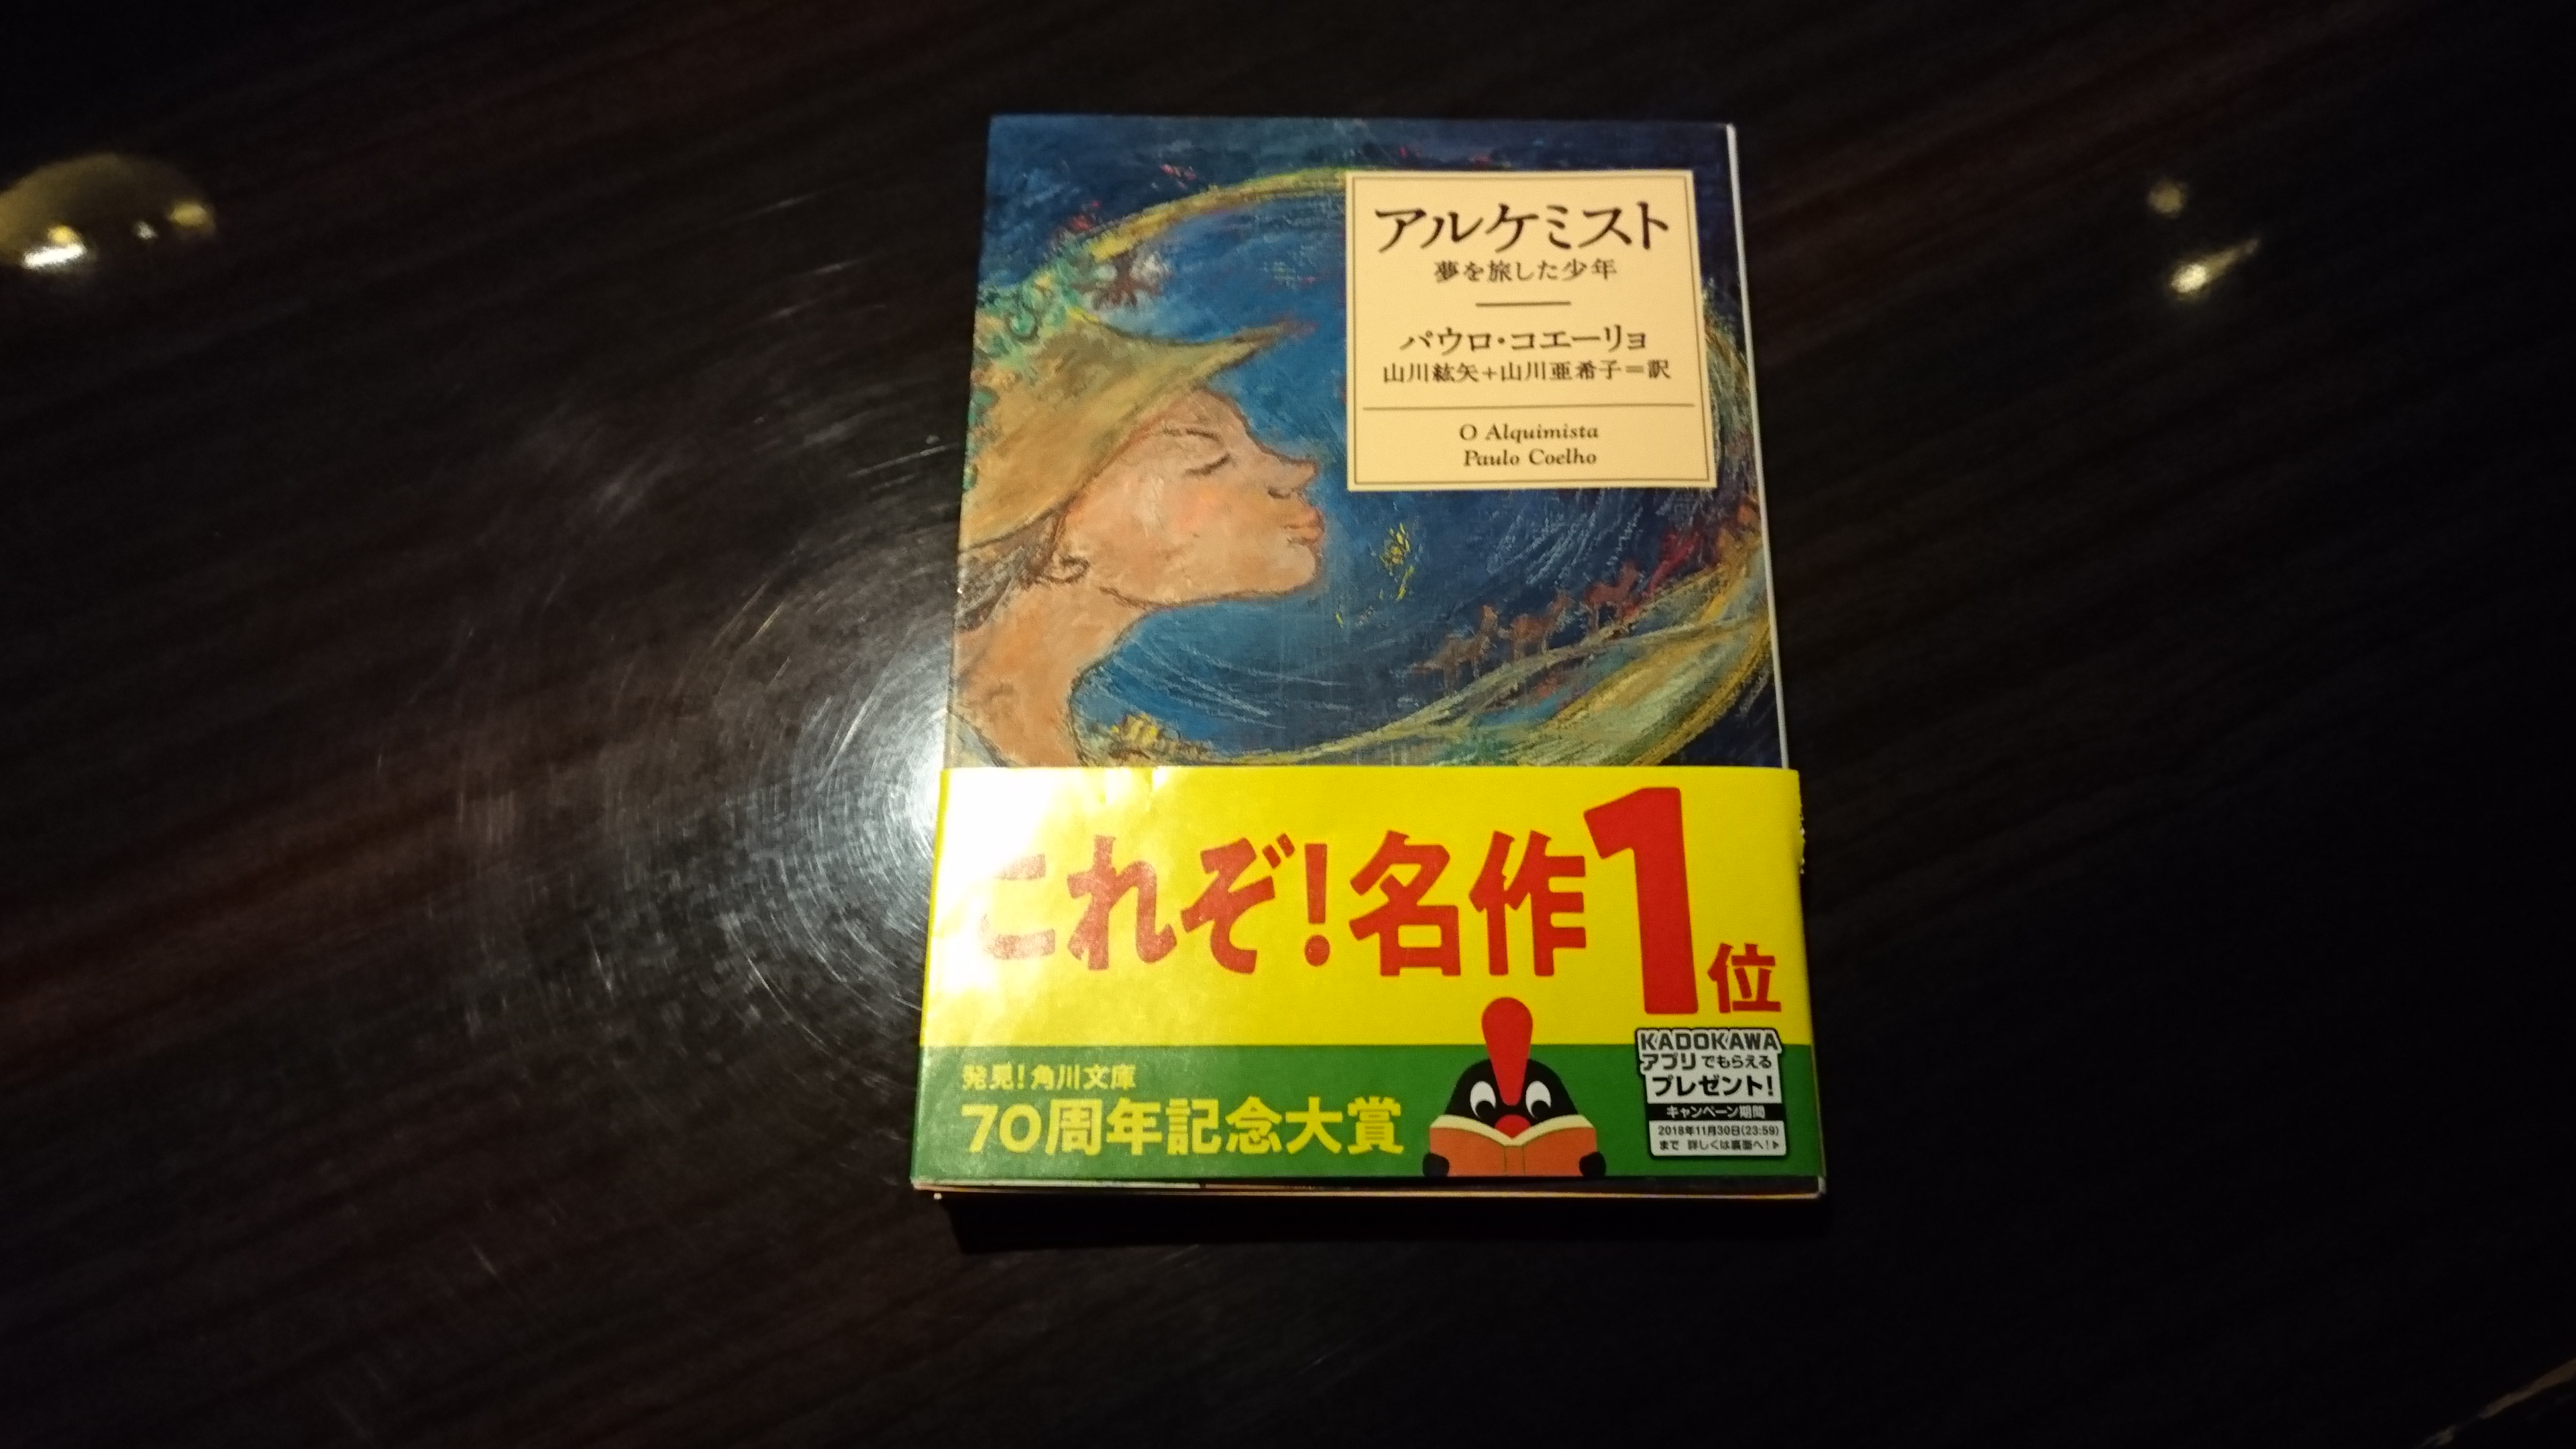 アルケミスト
夢を旅した少年
パウロ・コエーリョ
山川紘矢+山川亜希子=訳
O Alquimista
Paulo Coelho
これぞ!名作1位
発見!角川文庫
70周年記念大賞
KADOKAWA
アプリでもらえる
プレゼント!
キャンペーン期間
2018年11月30日(23:59)
まで 詳しくは裏面へ!